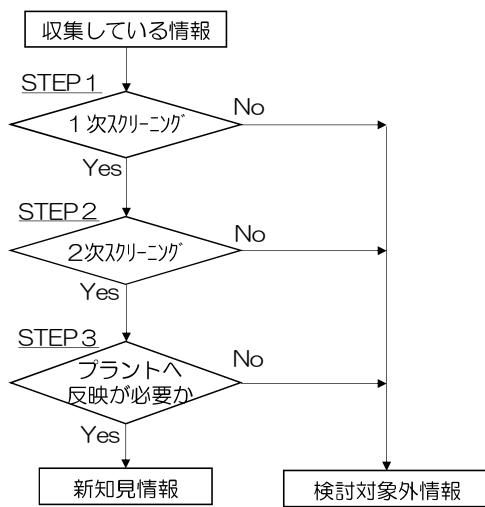 収集している情報
STEP1
No
1次ｽｸﾘｰﾆﾝｸﾞ
Yes
STEP2
No
2次ｽｸﾘｰﾆﾝｸﾞ
Yes
STEP3
No
プラントへ
反映が必要か
Yes
新知見情報
検討対象外情報